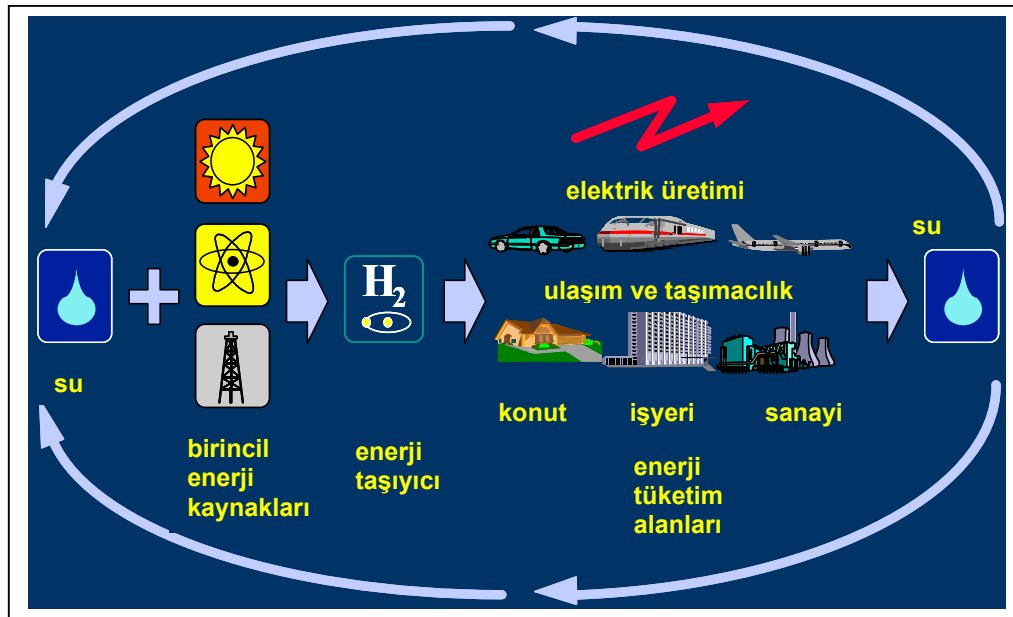 elektrik üretimi
su
H2
ulaşım ve taşımacılık
su
konut
işyeri
sanayi
birincil
enerji
kaynakları
enerji
taşıyıcı
enerji
tüketim
alanları